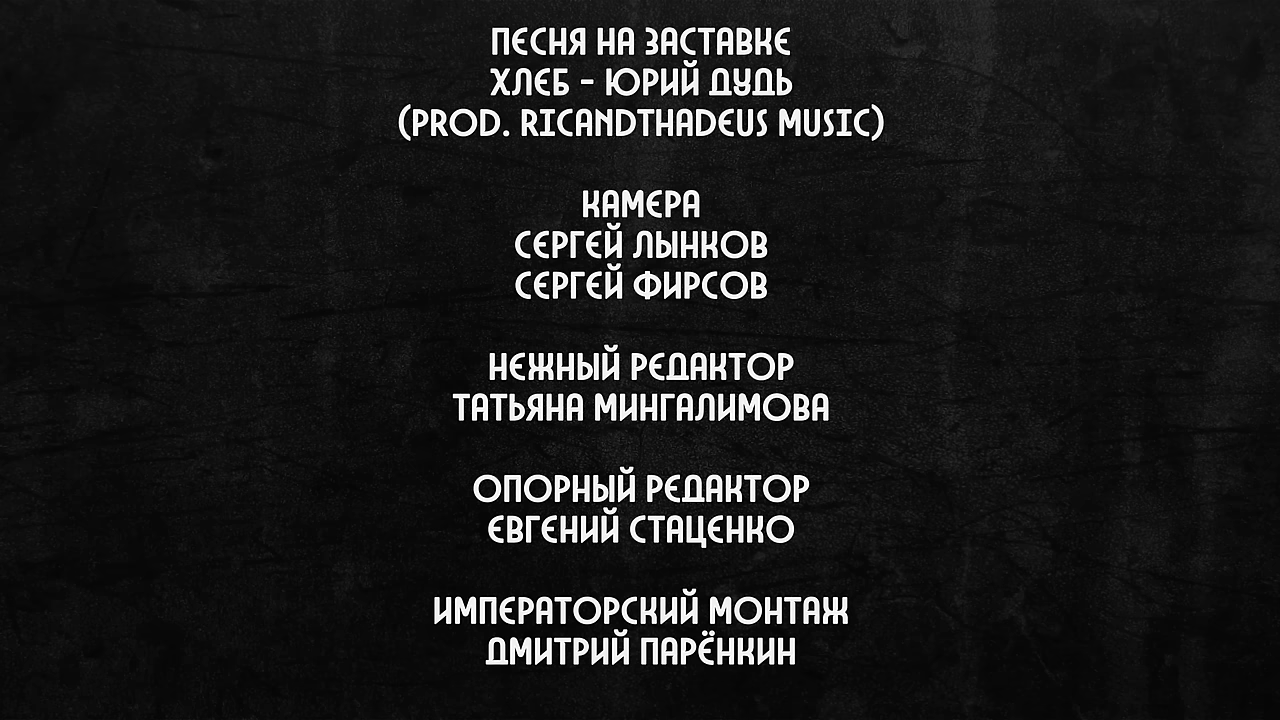 ПЕСНЯ НА ЗАСТАВКЕ
ХЛЕБ - ЮРИЙ ДУДЬ
(PROD. RICANDTHADEUS MUSIC)
КАМЕРА
СЕРГЕЙ ЛЫНКОВ
СЕРГЕЙ ФИРСОВ
НЕЖНЫЙ РЕДАКТОР
ТАТЬЯНА МИНГАЛИМОВА
ОПОРНЫЙ РЕДАКТОР
ЕВГЕНИЙ СТАЦЕНКО
ИМПЕРАТОРСКИЙ МОНТАЖ
ДМИТРИЙ ПАРЁНКИН